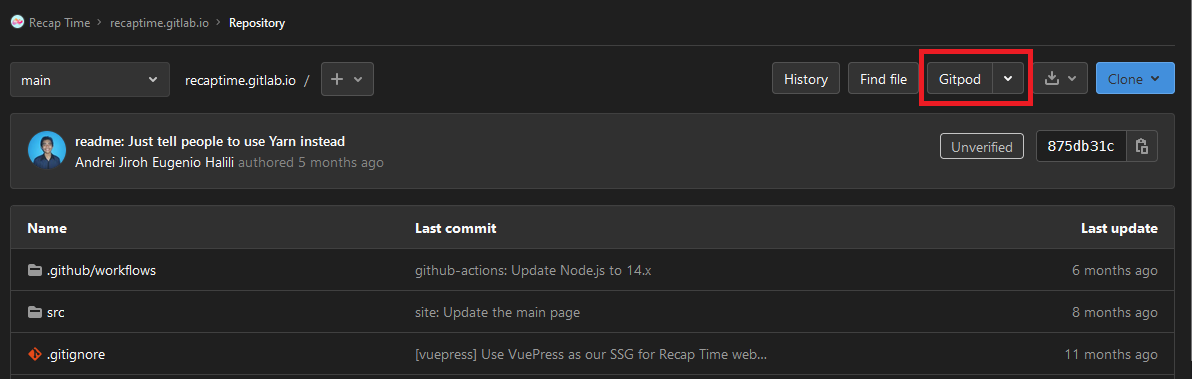 Recap Time > recaptime.gitlab.io > Repository
main recaptime.gitlab.io / + History Find file Gitpod Clone
readme: Just tell people to use Yarn instead
Andrei Jiroh Eugenio Halili authored 5 months ago Unverified 875db31c
Name Last commit Last update
.github/workflows github-actions: Update Node.js to 14.x 6 months ago
src site: Update the main page 8 months ago
.gitignore [vuepress] Use VuePress as our SSG for Recap Time web... 11 months ago